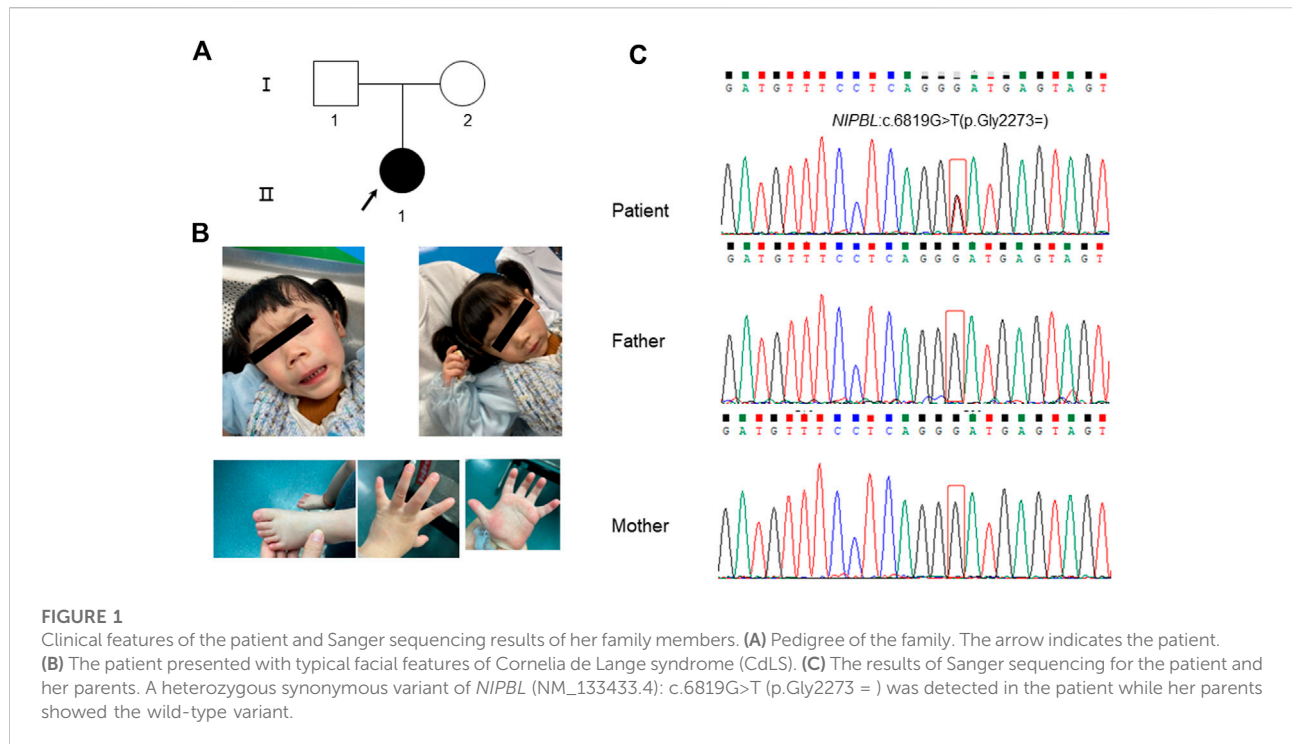 A
C
I
G A T G T T T C C T C A G G G A T G A G T A G T
1
2
NIPBL:c.6819G>T(p.Gly2273=)
II
1
Patient
B
G A T G T T T C C T C A G G G A T G A G T A G T
Father
G A T G T T T C C T C A G G G A T G A G T A G T
Mother
FIGURE 1
Clinical features of the patient and Sanger sequencing results of her family members. (A) Pedigree of the family. The arrow indicates the patient.
(B) The patient presented with typical facial features of Cornelia de Lange syndrome (CdLS). (C) The results of Sanger sequencing for the patient and
her parents. A heterozygous synonymous variant of NIPBL (NM_133433.4): c.6819G>T (p.Gly2273 = ) was detected in the patient while her parents
showed the wild-type variant.